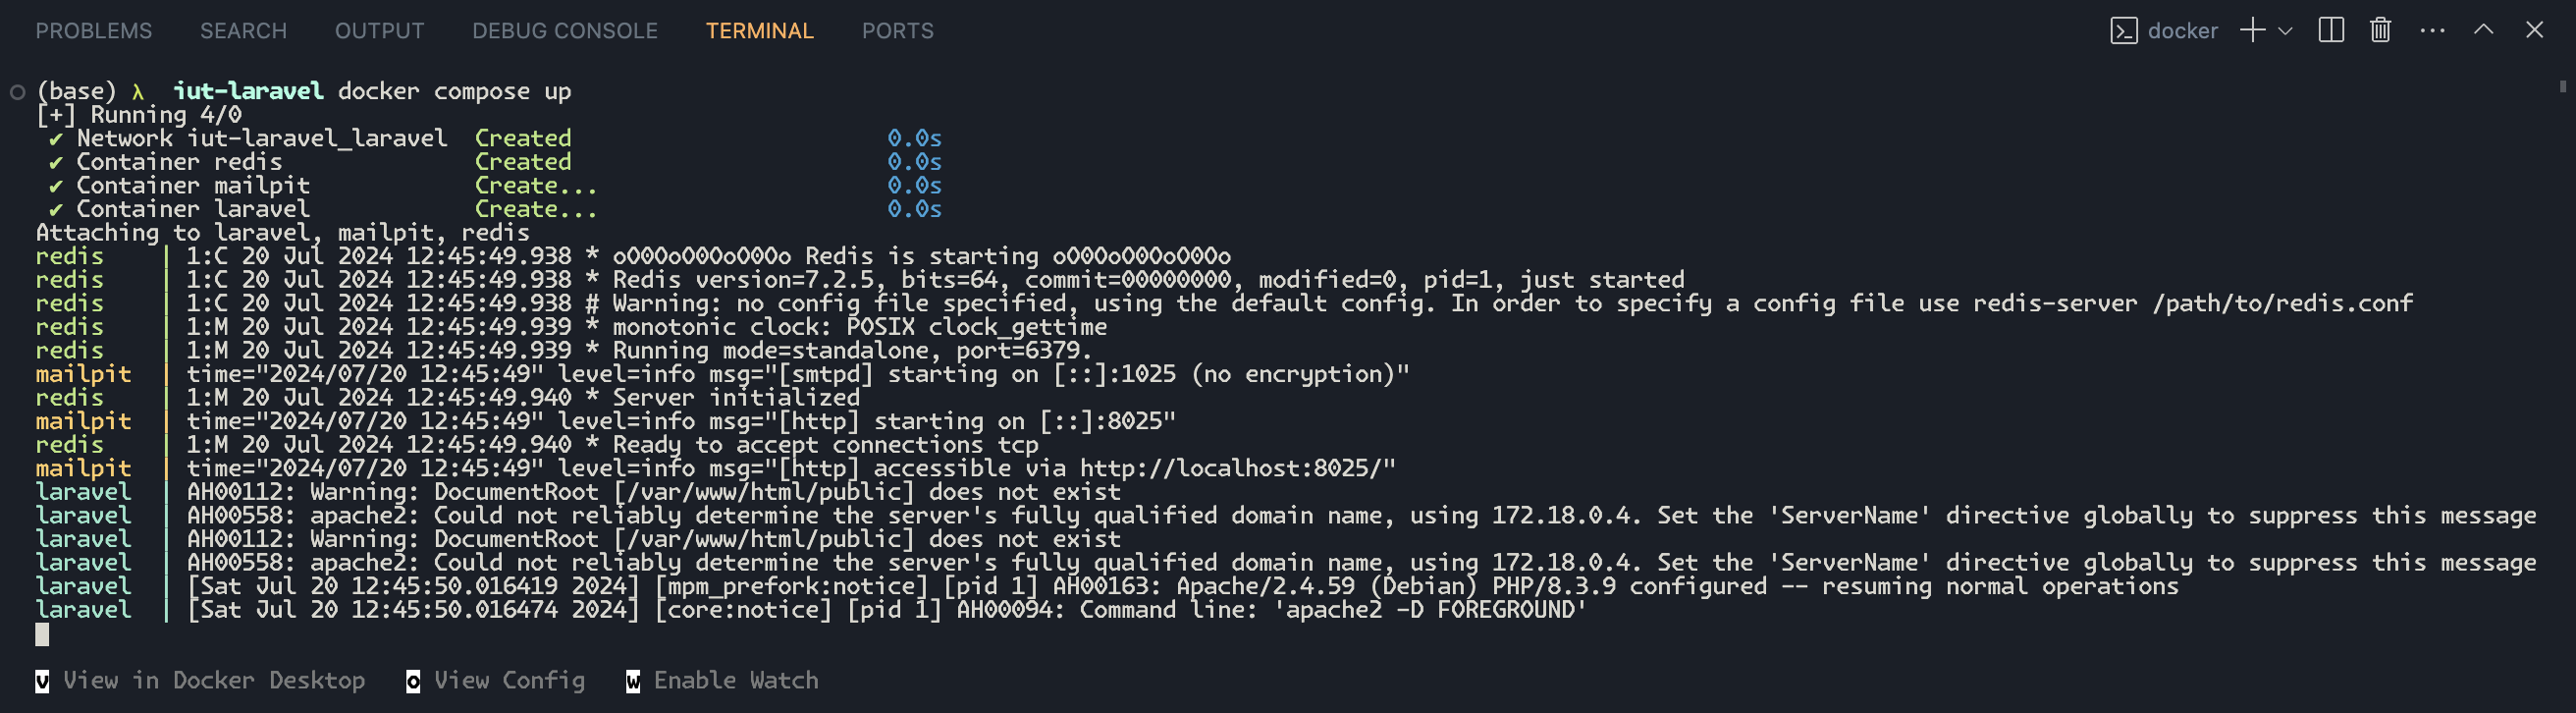 PROBLEMS SEARCH OUTPUT DEBUG CONSOLE TERMINAL PORTS docker
(base) λ iut-laravel docker compose up
[+] Running 4/0
✔ Network iut-laravel_laravel Created 0.0s
✔ Container redis Created 0.0s
✔ Container mailpit Create... 0.0s
✔ Container laravel Create... 0.0s
Attaching to laravel, mailpit, redis
redis | 1:C 20 Jul 2024 12:45:49.938 * oO0OoO0OoO0Oo Redis is starting oO0OoO0OoO0Oo
redis | 1:C 20 Jul 2024 12:45:49.938 * Redis version=7.2.5, bits=64, commit=00000000, modified=0, pid=1, just started
redis | 1:C 20 Jul 2024 12:45:49.938 # Warning: no config file specified, using the default config. In order to specify a config file use redis-server /path/to/redis.conf
redis | 1:M 20 Jul 2024 12:45:49.939 * monotonic clock: POSIX clock_gettime
redis | 1:M 20 Jul 2024 12:45:49.939 * Running mode=standalone, port=6379.
mailpit | time="2024/07/20 12:45:49" level=info msg="[smtpd] starting on [::]:1025 (no encryption)"
redis | 1:M 20 Jul 2024 12:45:49.940 * Server initialized
mailpit | time="2024/07/20 12:45:49" level=info msg="[http] starting on [::]:8025"
redis | 1:M 20 Jul 2024 12:45:49.940 * Ready to accept connections tcp
mailpit | time="2024/07/20 12:45:49" level=info msg="[http] accessible via http://localhost:8025/"
laravel | AH00112: Warning: DocumentRoot [/var/www/html/public] does not exist
laravel | AH00558: apache2: Could not reliably determine the server's fully qualified domain name, using 172.18.0.4. Set the 'ServerName' directive globally to suppress this message
laravel | AH00112: Warning: DocumentRoot [/var/www/html/public] does not exist
laravel | AH00558: apache2: Could not reliably determine the server's fully qualified domain name, using 172.18.0.4. Set the 'ServerName' directive globally to suppress this message
laravel | [Sat Jul 20 12:45:50.016419 2024] [mpm_prefork:notice] [pid 1] AH00163: Apache/2.4.59 (Debian) PHP/8.3.9 configured -- resuming normal operations
laravel | [Sat Jul 20 12:45:50.016474 2024] [core:notice] [pid 1] AH00094: Command line: 'apache2 -D FOREGROUND'
v View in Docker Desktop o View Config w Enable Watch